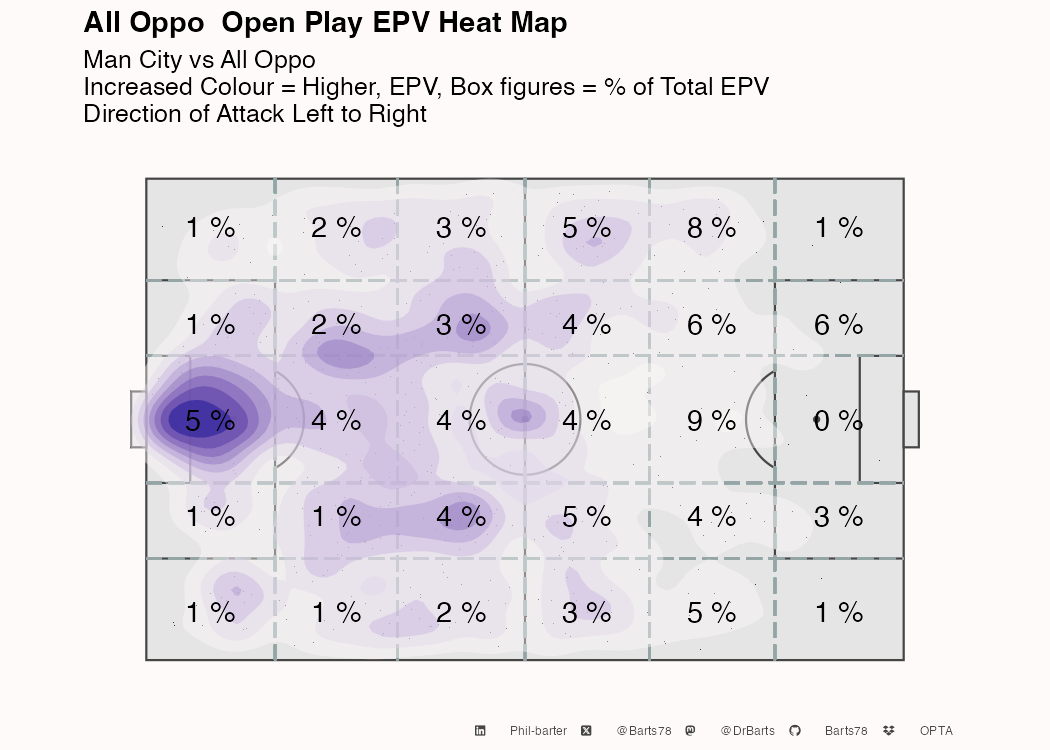 All Oppo  Open Play EPV Heat Map
Man City vs All Oppo
Increased Colour = Higher, EPV, Box figures = % of Total EPV
Direction of Attack Left to Right
1 % 2 % 3 % 5 % 8 % 1 %
1 % 2 % 3 % 4 % 6 % 6 %
5 % 4 % 4 % 4 % 9 % 0 %
1 % 1 % 4 % 5 % 4 % 3 %
1 % 1 % 2 % 3 % 5 % 1 %
Phil-barter @Barts78 @DrBarts Barts78 OPTA